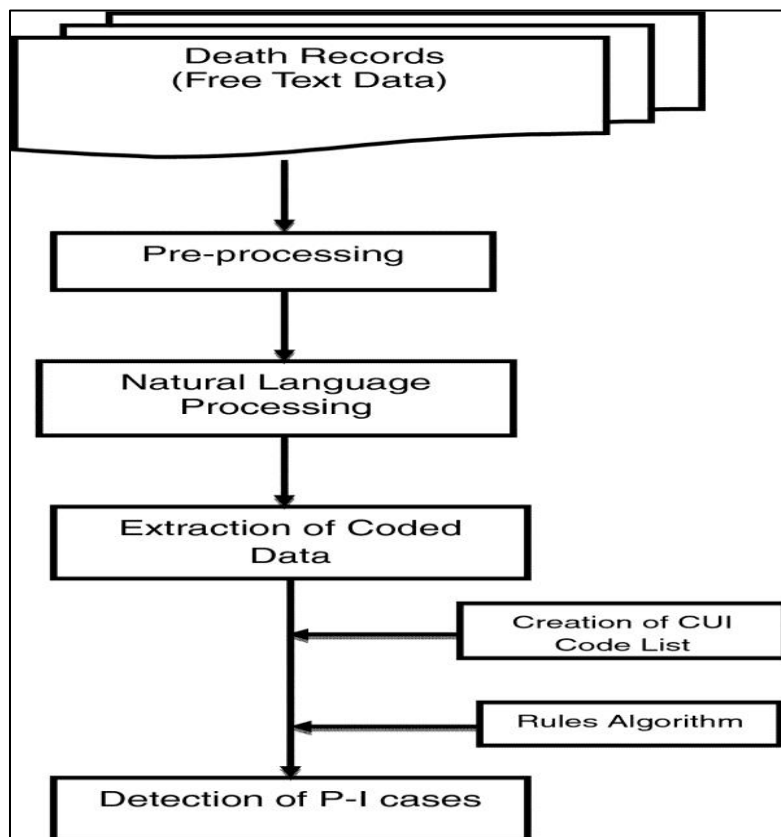 Death Records
(Free Text Data)
Pre-processing
Natural Language
Processing
Extraction of Coded
Data
Creation of CUI
Code List
Rules Algorithm
Detection of P-I cases